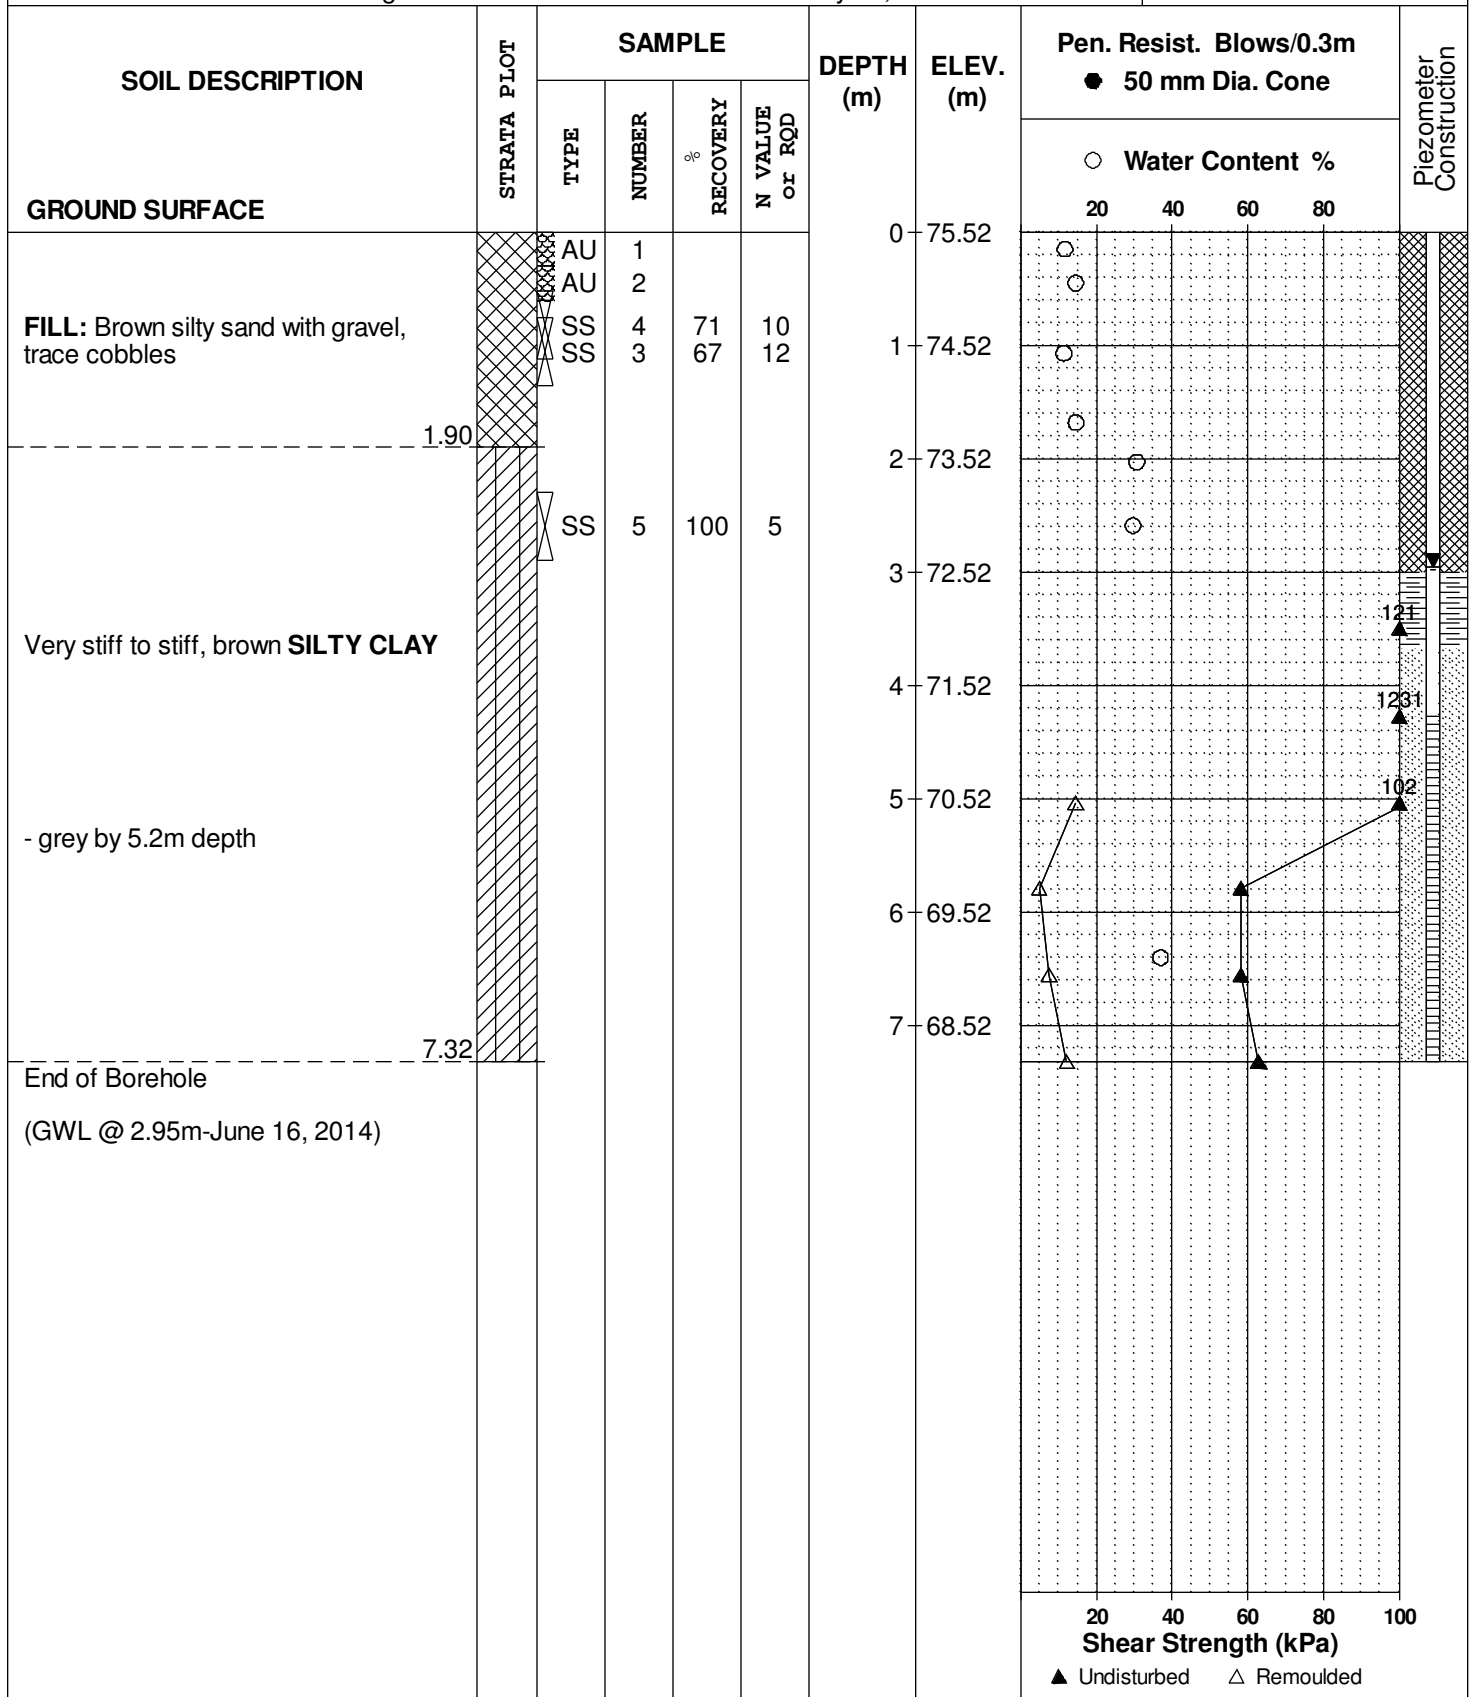 SOIL DESCRIPTION
GROUND SURFACE
STRATA PLOT
SAMPLE
TYPE
NUMBER
%
RECOVERY
N VALUE
or RQD
DEPTH
(m)
ELEV.
(m)
Pen. Resist. Blows/0.3m
● 50 mm Dia. Cone
○ Water Content %
20 40 60 80
Piezometer
Construction
0 75.52
AU 1
AU 2
FILL: Brown silty sand with gravel,
trace cobbles
SS 4 71 10
SS 3 67 12
1 74.52
1.90
2 73.52
SS 5 100 5
3 72.52
121
Very stiff to stiff, brown SILTY CLAY
4 71.52
1231
102
5 70.52
- grey by 5.2m depth
6 69.52
7 68.52
7.32
End of Borehole
(GWL @ 2.95m-June 16, 2014)
20 40 60 80 100
Shear Strength (kPa)
▲ Undisturbed △ Remoulded